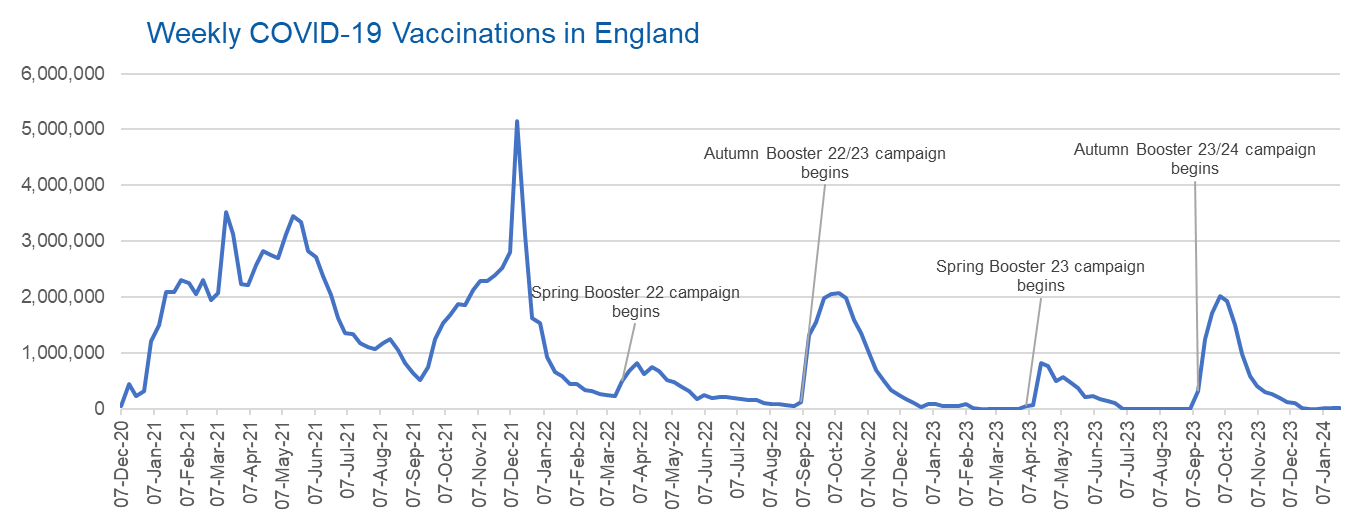 Weekly COVID-19 Vaccinations in England
6,000,000
5,000,000
4,000,000
3,000,000
2,000,000
1,000,000
0
Autumn Booster 22/23 campaign
begins
Autumn Booster 23/24 campaign
begins
Spring Booster 23 campaign
begins
Spring Booster 22 campaign
begins
07-Dec-20
07-Jan-21
07-Feb-21
07-Mar-21
07-Apr-21
07-May-21
07-Jun-21
07-Jul-21
07-Aug-21
07-Sep-21
07-Oct-21
07-Nov-21
07-Dec-21
07-Jan-22
07-Feb-22
07-Mar-22
07-Apr-22
07-May-22
07-Jun-22
07-Jul-22
07-Aug-22
07-Sep-22
07-Oct-22
07-Nov-22
07-Dec-22
07-Jan-23
07-Feb-23
07-Mar-23
07-Apr-23
07-May-23
07-Jun-23
07-Jul-23
07-Aug-23
07-Sep-23
07-Oct-23
07-Nov-23
07-Dec-23
07-Jan-24